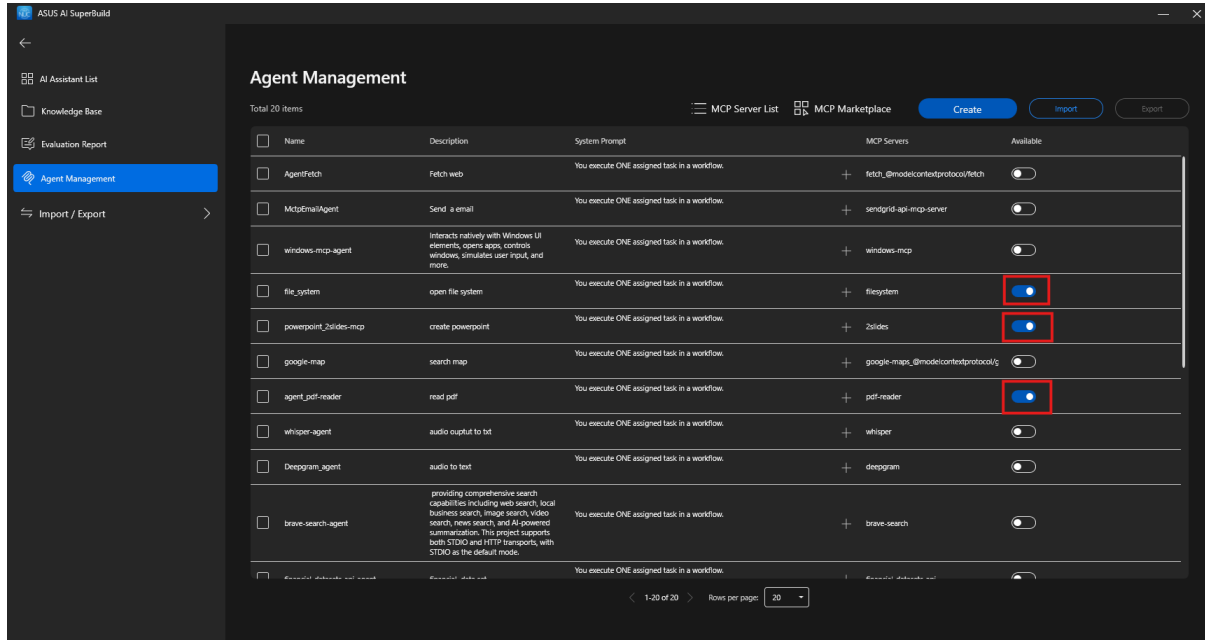 ASUS AI SuperBuild
AI Assistant List
Knowledge Base
Evaluation Report
Agent Management
Import / Export
Agent Management
Total 20 items
MCP Server List
MCP Marketplace
Create
Import
Export
Name Description System Prompt MCP Servers Available
AgentFetch Fetch web You execute ONE assigned task in a workflow. fetch_@modelcontextprotocol/fetch
MctpEmailAgent Send a email You execute ONE assigned task in a workflow. sendgrid-api-mcp-server
windows-mcp-agent
Interacts natively with Windows UI
elements, opens apps, controls
windows, simulates user input, and
more.
You execute ONE assigned task in a workflow.
windows-mcp
file_system open file system You execute ONE assigned task in a workflow. filesystem
powerpoint_2slides-mcp create powerpoint You execute ONE assigned task in a workflow. 2slides
google-map search map You execute ONE assigned task in a workflow. google-maps_@modelcontextprotocol/g
agent_pdf-reader read pdf You execute ONE assigned task in a workflow. pdf-reader
whisper-agent audio ouptut to txt You execute ONE assigned task in a workflow. whisper
Deepgram_agent audio to text You execute ONE assigned task in a workflow. deepgram
brave-search-agent
providing comprehensive search
capabilities including web search, local
business search, image search, video
search, news search, and AI-powered
summarization. This project supports
both STDIO and HTTP transports, with
STDIO as the default mode.
You execute ONE assigned task in a workflow.
brave-search
You execute ONE assigned task in a workflow.
1-20 of 20 Rows per page: 20